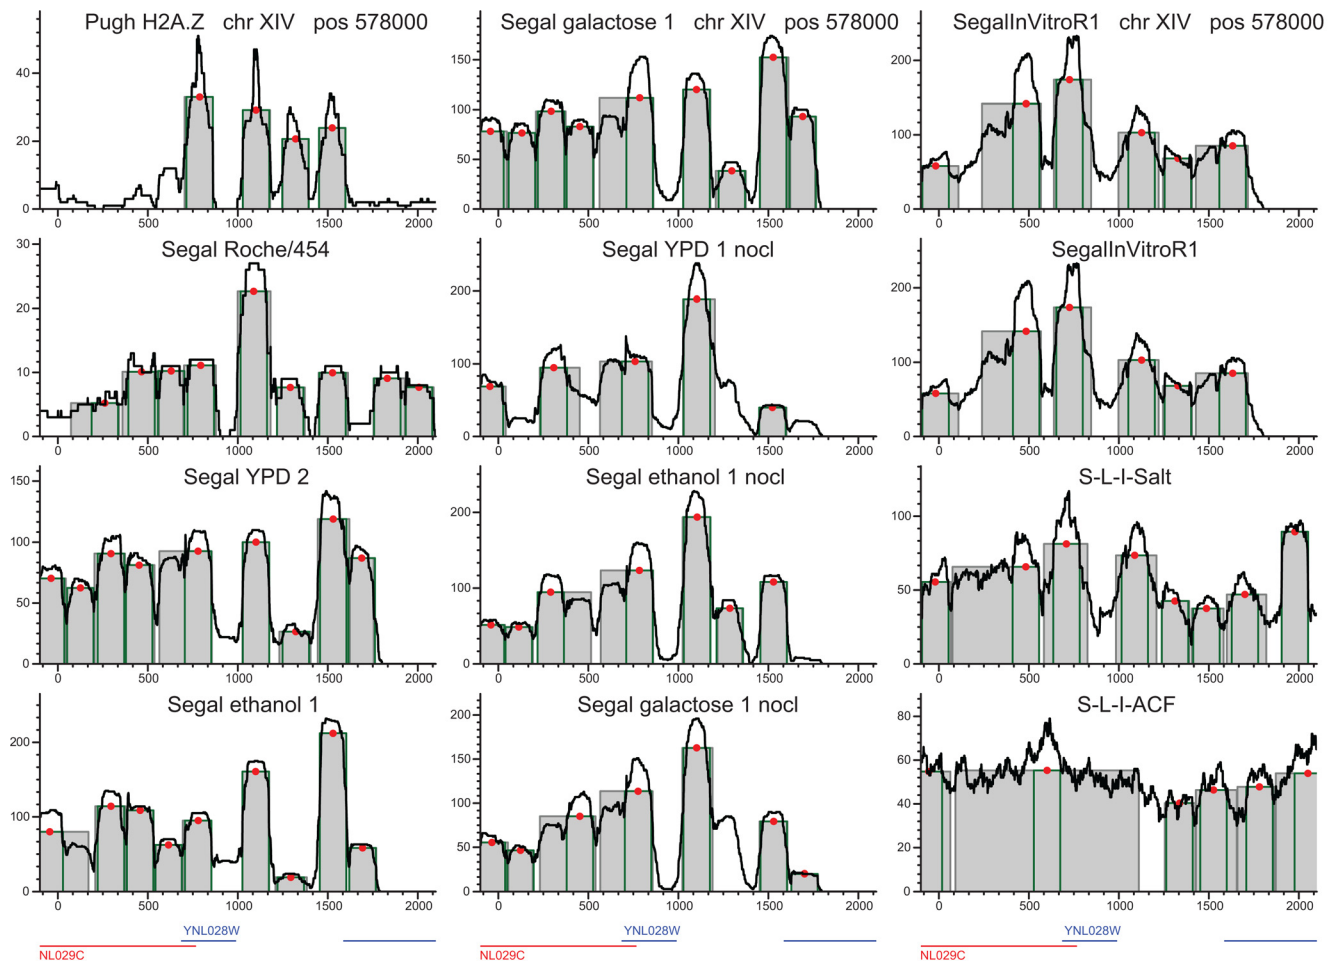 Pugh H2A.Z chr XIV pos 578000
40
20
0
0 500 1000 1500 2000
Segal galactose 1 chr XIV pos 578000
150
100
50
0
0 500 1000 1500 2000
SegalInVitroR1 chr XIV pos 578000
200
100
0
0 500 1000 1500 2000
Segal Roche/454
30
20
10
0
0 500 1000 1500 2000
Segal YPD 1 nocl
200
100
0
0 500 1000 1500 2000
SegalInVitroR1
200
100
0
0 500 1000 1500 2000
Segal YPD 2
150
100
50
0
0 500 1000 1500 2000
Segal ethanol 1 nocl
200
100
0
0 500 1000 1500 2000
S-L-I-Salt
100
50
0
0 500 1000 1500 2000
Segal ethanol 1
200
100
0
0 500 1000 1500 2000
Segal galactose 1 nocl
200
150
100
50
0
0 500 1000 1500 2000
S-L-I-ACF
80
60
40
20
0
0 500 1000 1500 2000
YNL028W
NL029C
YNL028W
NL029C
YNL028W
NL029C